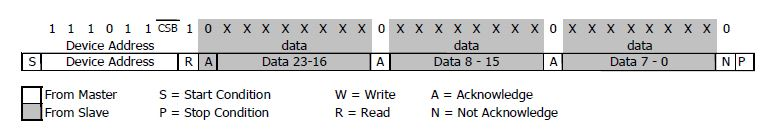 1 1 1 0 1 1 CSB 1 0 X X X X X X X X 0 X X X X X X X X 0 X X X X X X X X 0
Device Address data data data
S Device Address R A Data 23-16 A Data 8 - 15 A Data 7 - 0 N P
From Master S = Start Condition W = Write A = Acknowledge
From Slave P = Stop Condition R = Read N = Not Acknowledge